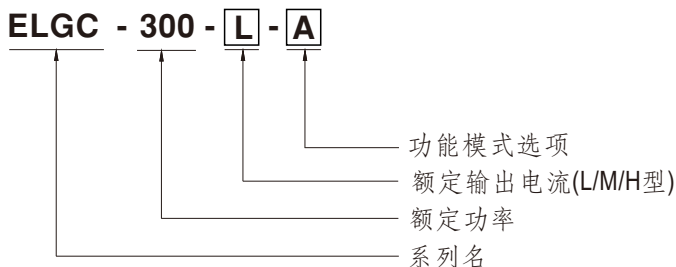 ELGC - 300 - L - A
功能模式选项
额定输出电流(L/M/H型)
额定功率
系列名